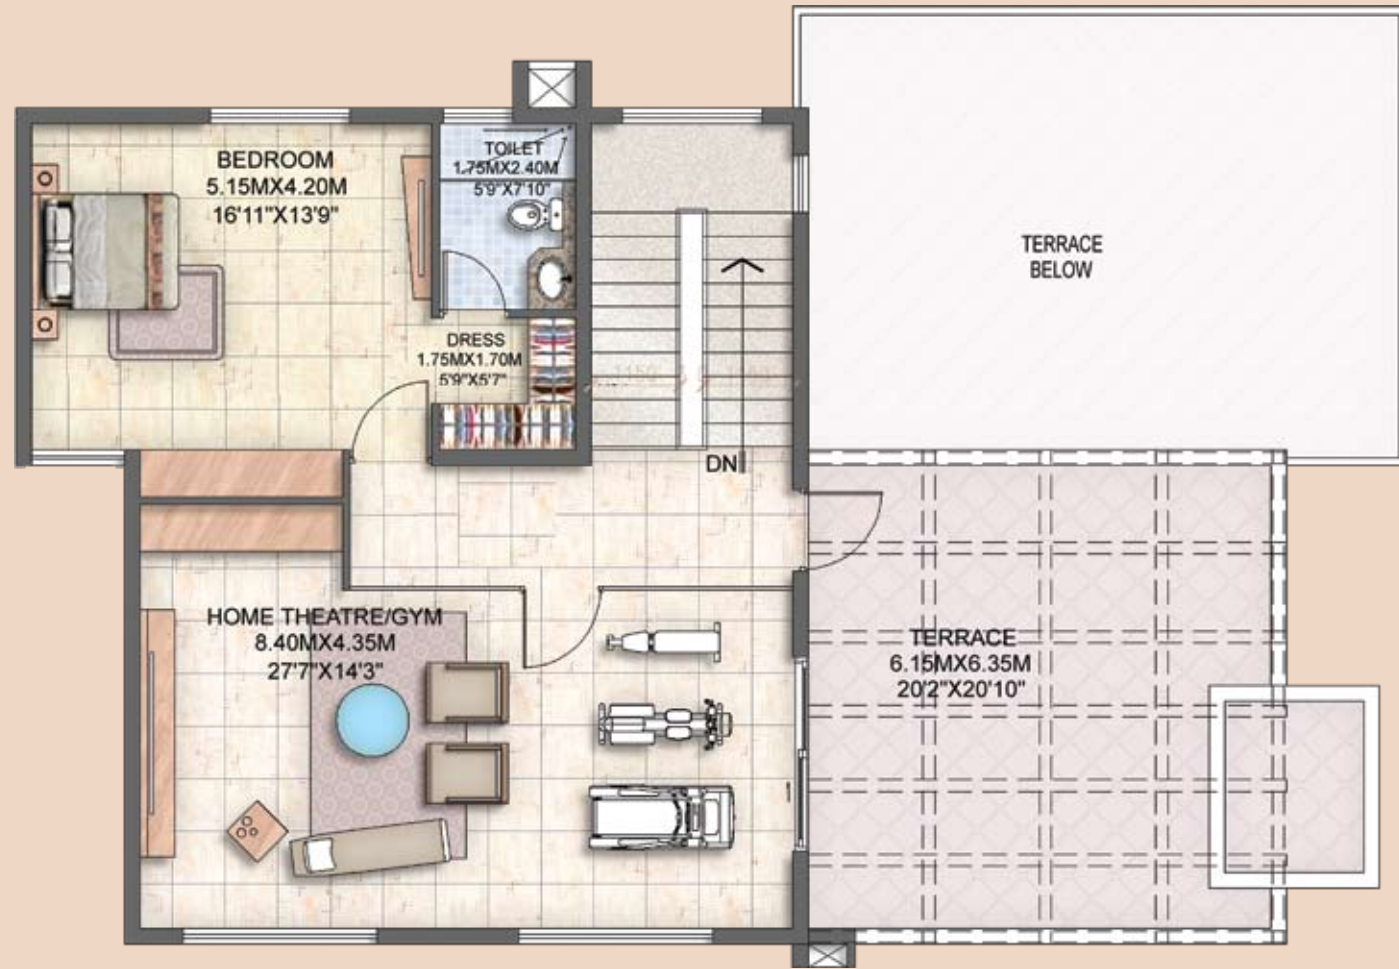 BEDROOM
5.15MX4.20M
16'11"X13'9"
TOILET
1.75MX2.40M
5'9"X7'10"
DRESS
1.75MX1.70M
5'9"X5'7"
DN
TERRACE
BELOW
HOME THEATRE/GYM
8.40MX4.35M
27'7"X14'3"
TERRACE
6.15MX6.35M
20'2"X20'10"